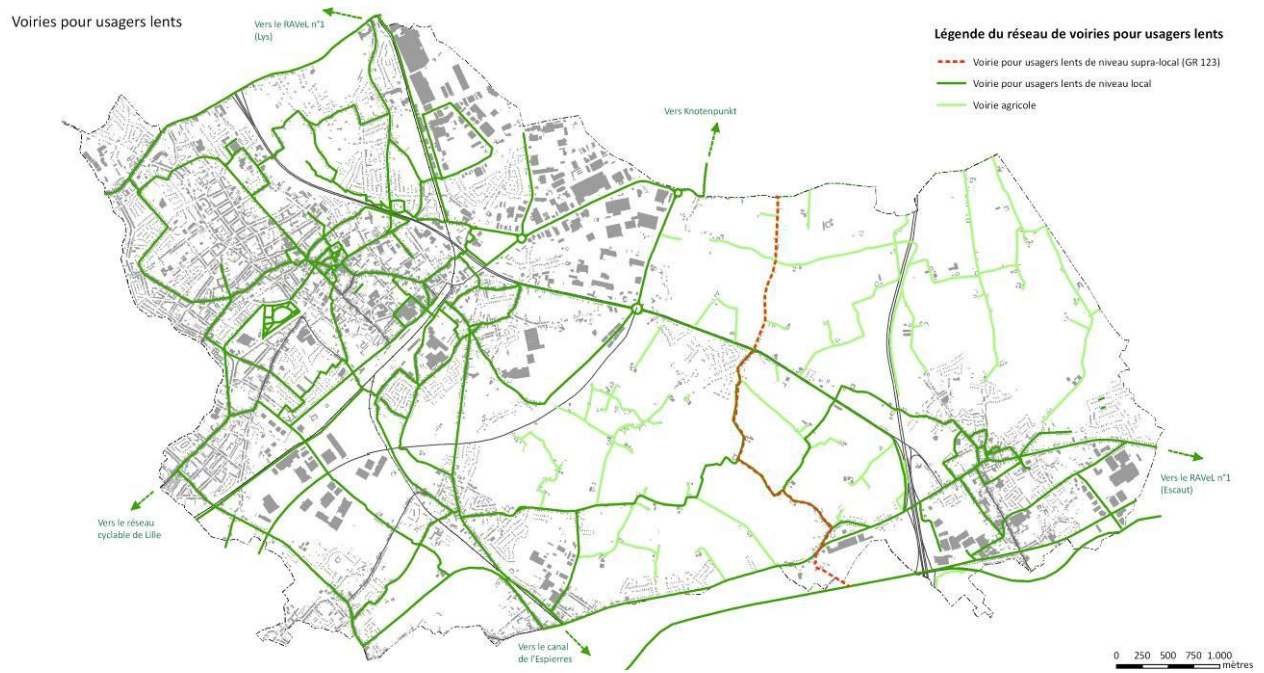 Voiries pour usagers lents
Vers le RAVeL n°1
(Lys)
Légende du réseau de voiries pour usagers lents
Voirie pour usagers lents de niveau supra-local (GR 123)
Voirie pour usagers lents de niveau local
Voirie agricole
Vers Knotenpunkt
Vers le RAVeL n°1
(Escaut)
Vers le réseau
cyclable de Lille
Vers le canal
de l'Espierres
0 250 500 750 1.000
mètres